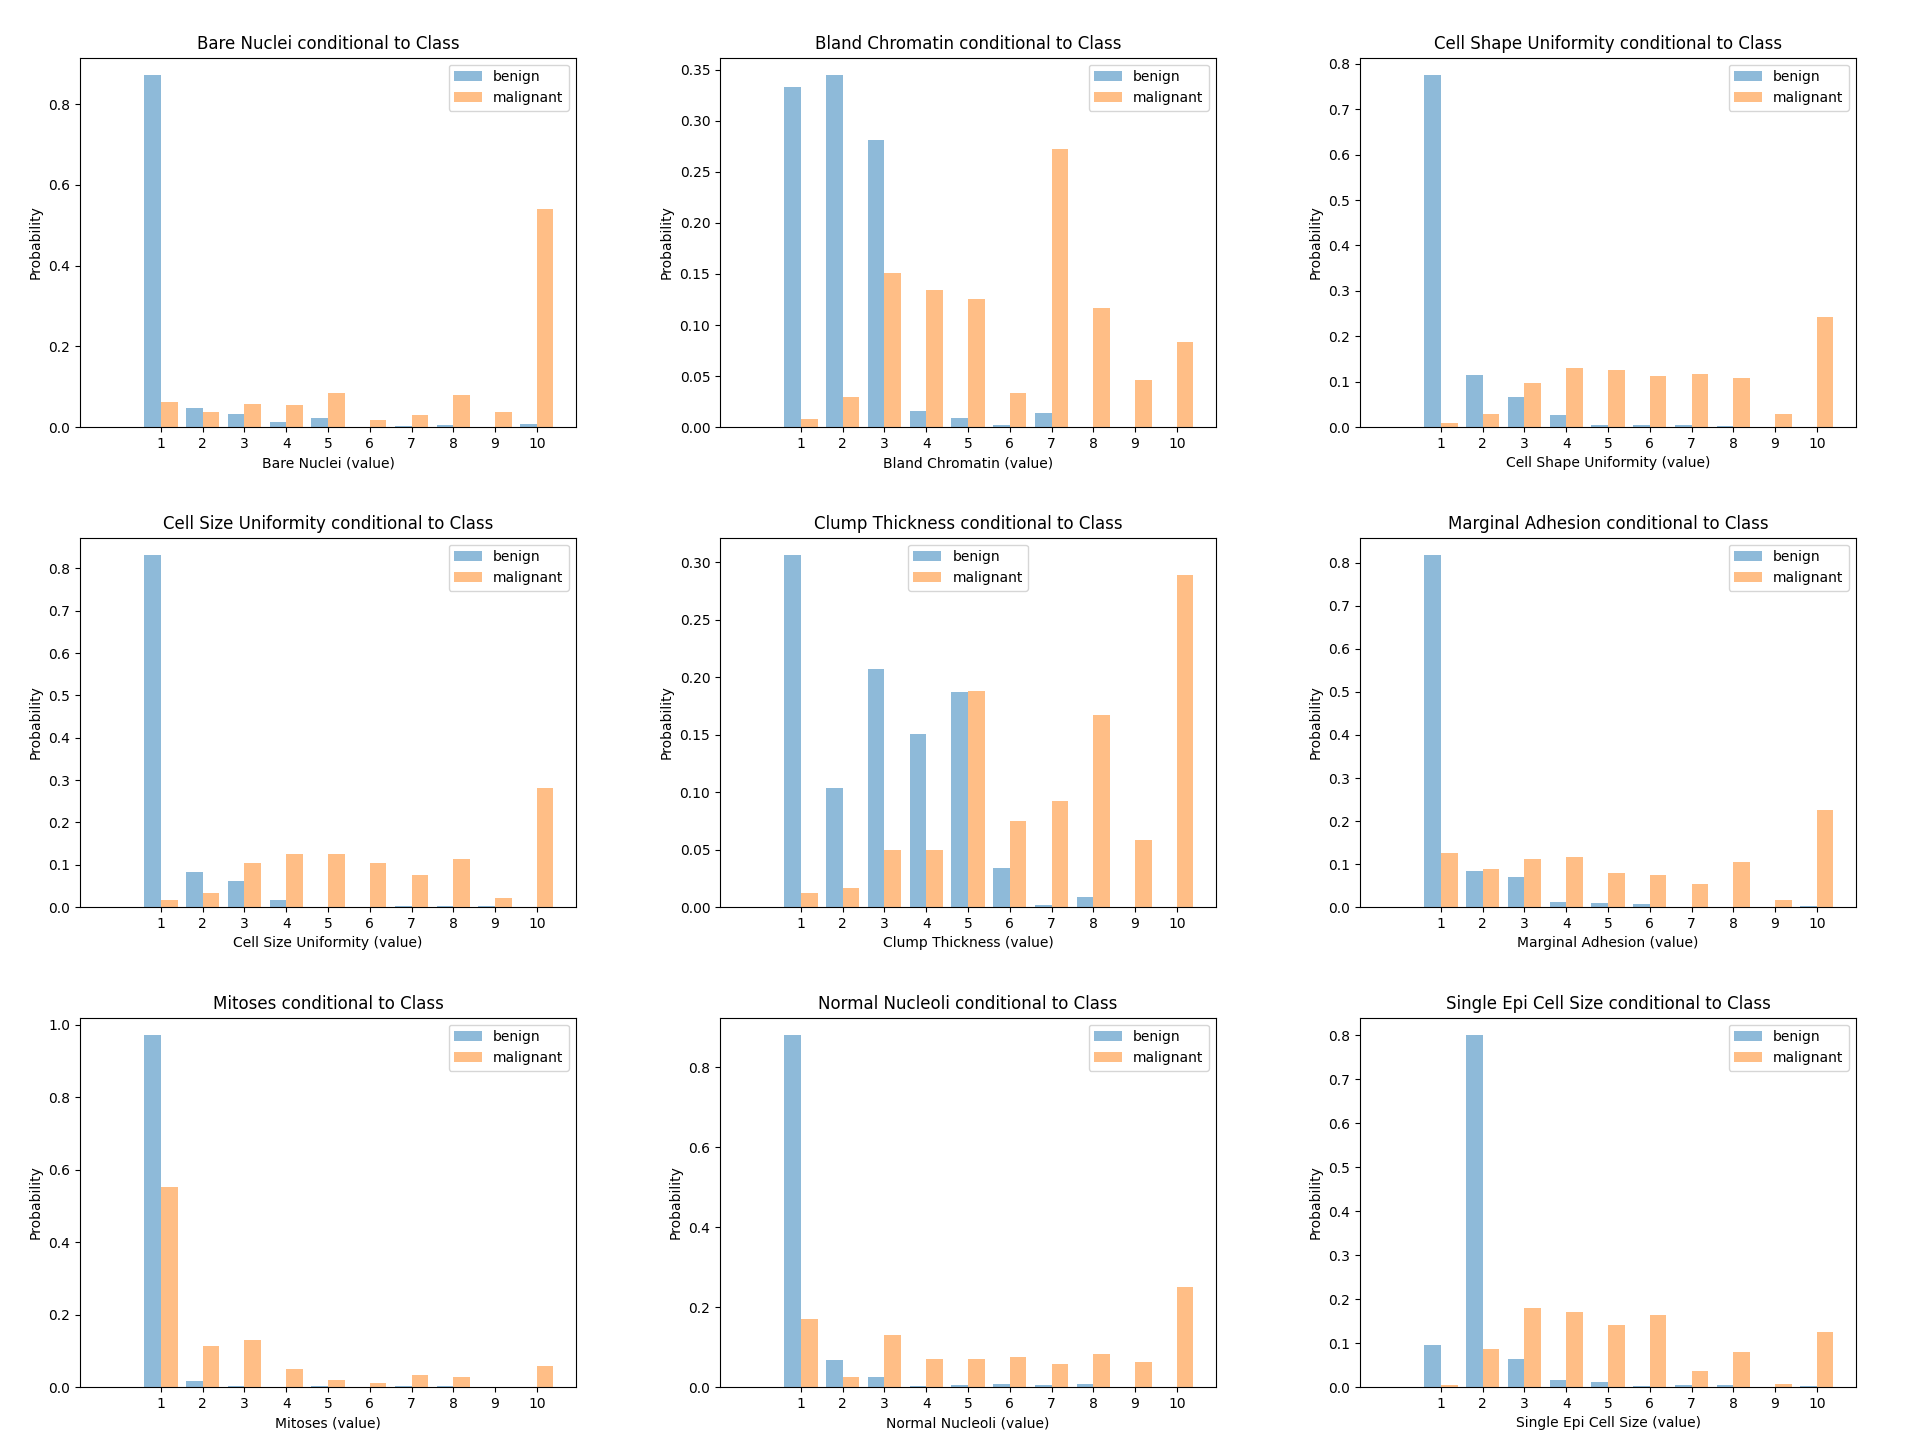 Bare Nuclei conditional to Class
benign
malignant
Probability
0.8
0.6
0.4
0.2
0.0
1 2 3 4 5 6 7 8 9 10
Bare Nuclei (value)
Bland Chromatin conditional to Class
benign
malignant
Probability
0.35
0.30
0.25
0.20
0.15
0.10
0.05
0.00
1 2 3 4 5 6 7 8 9 10
Bland Chromatin (value)
Cell Shape Uniformity conditional to Class
benign
malignant
Probability
0.8
0.7
0.6
0.5
0.4
0.3
0.2
0.1
0.0
1 2 3 4 5 6 7 8 9 10
Cell Shape Uniformity (value)
Cell Size Uniformity conditional to Class
benign
malignant
Probability
0.8
0.7
0.6
0.5
0.4
0.3
0.2
0.1
0.0
1 2 3 4 5 6 7 8 9 10
Cell Size Uniformity (value)
Clump Thickness conditional to Class
benign
malignant
Probability
0.30
0.25
0.20
0.15
0.10
0.05
0.00
1 2 3 4 5 6 7 8 9 10
Clump Thickness (value)
Marginal Adhesion conditional to Class
benign
malignant
Probability
0.8
0.7
0.6
0.5
0.4
0.3
0.2
0.1
0.0
1 2 3 4 5 6 7 8 9 10
Marginal Adhesion (value)
Mitoses conditional to Class
benign
malignant
Probability
1.0
0.8
0.6
0.4
0.2
0.0
1 2 3 4 5 6 7 8 9 10
Mitoses (value)
Normal Nucleoli conditional to Class
benign
malignant
Probability
0.8
0.6
0.4
0.2
0.0
1 2 3 4 5 6 7 8 9 10
Normal Nucleoli (value)
Single Epi Cell Size conditional to Class
benign
malignant
Probability
0.8
0.7
0.6
0.5
0.4
0.3
0.2
0.1
0.0
1 2 3 4 5 6 7 8 9 10
Single Epi Cell Size (value)